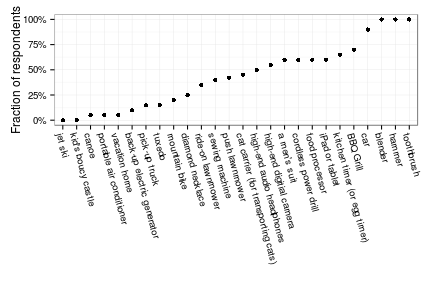 Fraction of respondents
100%
75%
50%
25%
0%
jet ski
kid's boucy castle
canoe
portable air conditioner
vacation home
back-up electric generator
pick-up truck
tuxedo
mountain bike
diamond necklace
ride-on lawnmower
sewing machine
push lawnmower
cat carrier (for transporting cats)
high-end audio headphones
high-end digital camera
a men's suit
cordless power drill
food processor
iPad or tablet
kitchen timer (or egg timer)
BBQ Grill
car
blender
hammer
toothbrush